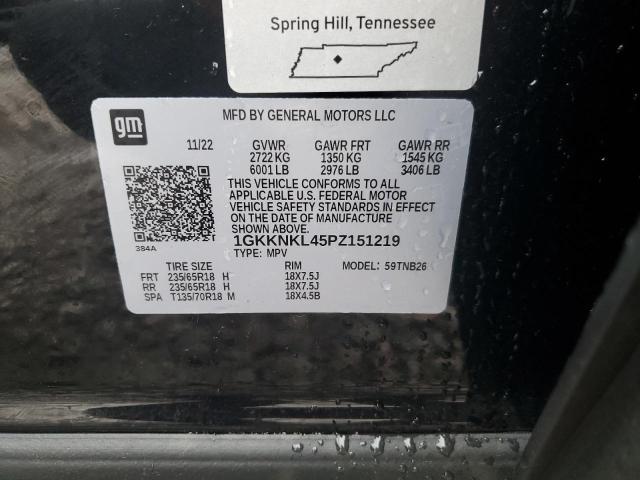 Spring Hill, Tennessee
gm
MFD BY GENERAL MOTORS LLC
11/22 GVWR GAWR FRT GAWR RR
2722 KG 1350 KG 1545 KG
6001 LB 2976 LB 3406 LB
THIS VEHICLE CONFORMS TO ALL
APPLICABLE U.S. FEDERAL MOTOR
VEHICLE SAFETY STANDARDS IN EFFECT
ON THE DATE OF MANUFACTURE
SHOWN ABOVE.
1GKKNKL45PZ151219
384A
TYPE: MPV MODEL: 59TNB26
TIRE SIZE RIM
FRT 235/65R18 H 18X7.5J
RR 235/65R18 H 18X7.5J
SPA T135/70R18 M 18X4.5B